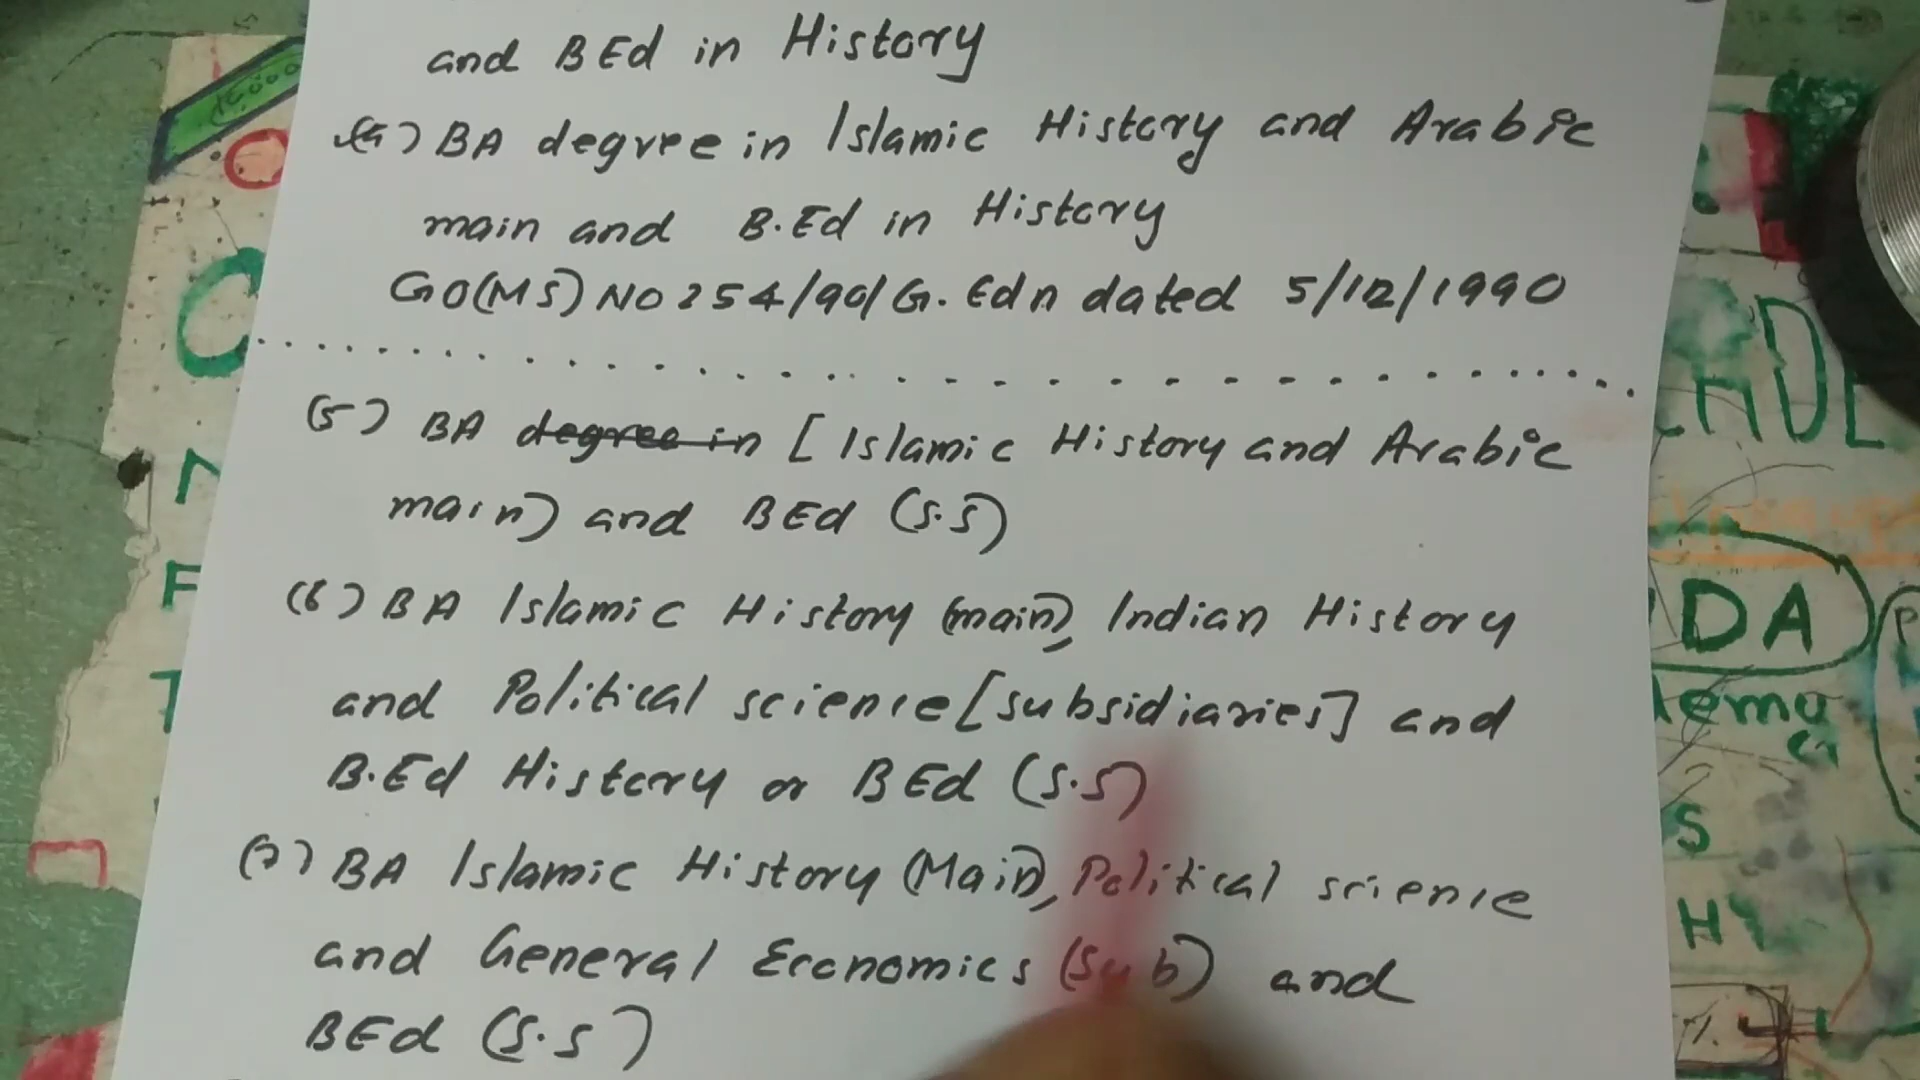 and BEd in History
(4) BA degree in Islamic History and Arabic
main and B.Ed in History
GO(MS) NO 254/90/G.Edn dated 5/12/1990
(5) BA degree in [Islamic History and Arabic
main) and BEd (S.S)
(6) BA Islamic History (main), Indian History
and Political science [subsidiaries] and
B.Ed History or BEd (S.S)
(7) BA Islamic History (Main), Political science
and General Economics (Sub) and
BEd (S.S)
DA